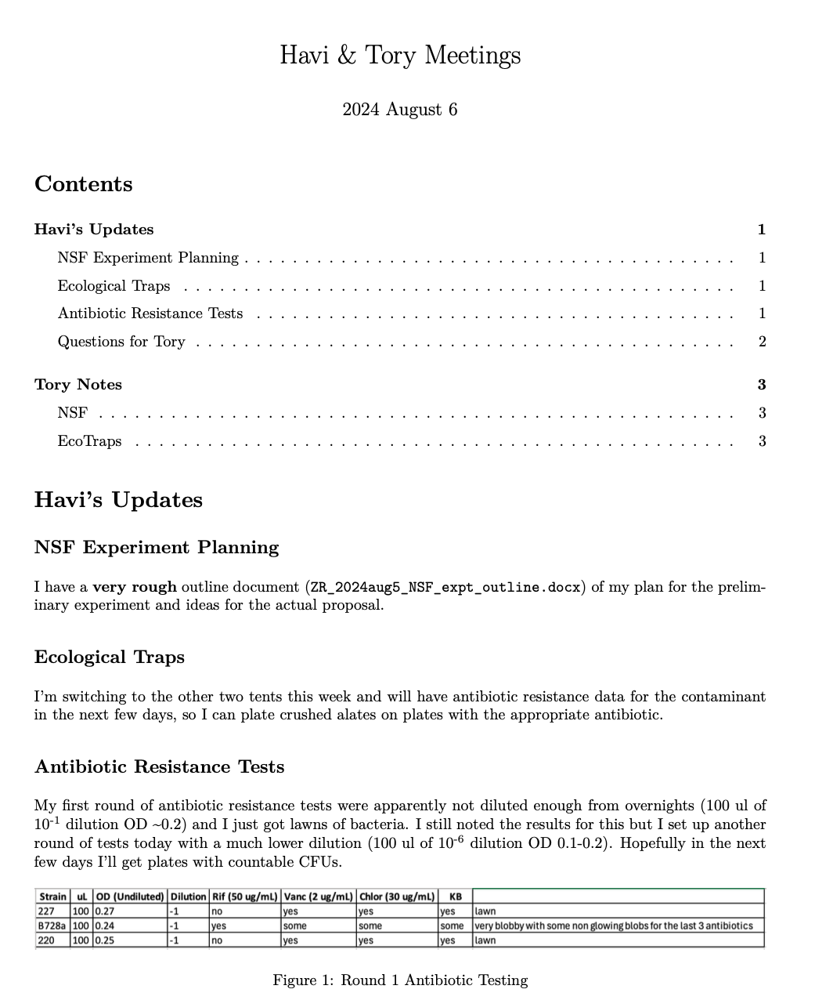 Havi & Tory Meetings
2024 August 6
Contents
Havi's Updates 1
NSF Experiment Planning . . . . . . . . . . . . . . . . . . . . . . . . . . . . . . . . . . . . . . . . 1
Ecological Traps . . . . . . . . . . . . . . . . . . . . . . . . . . . . . . . . . . . . . . . . . . . . . 1
Antibiotic Resistance Tests . . . . . . . . . . . . . . . . . . . . . . . . . . . . . . . . . . . . . . . 1
Questions for Tory . . . . . . . . . . . . . . . . . . . . . . . . . . . . . . . . . . . . . . . . . . . . 2
Tory Notes 3
NSF . . . . . . . . . . . . . . . . . . . . . . . . . . . . . . . . . . . . . . . . . . . . . . . . . . . . 3
EcoTraps . . . . . . . . . . . . . . . . . . . . . . . . . . . . . . . . . . . . . . . . . . . . . . . . . 3
Havi's Updates
NSF Experiment Planning
I have a very rough outline document (ZR_2024aug5_NSF_expt_outline.docx) of my plan for the prelim-
inary experiment and ideas for the actual proposal.
Ecological Traps
I'm switching to the other two tents this week and will have antibiotic resistance data for the contaminant
in the next few days, so I can plate crushed alates on plates with the appropriate antibiotic.
Antibiotic Resistance Tests
My first round of antibiotic resistance tests were apparently not diluted enough from overnights (100 ul of
10⁻¹ dilution OD ~0.2) and I just got lawns of bacteria. I still noted the results for this but I set up another
round of tests today with a much lower dilution (100 ul of 10⁻⁶ dilution OD 0.1-0.2). Hopefully in the next
few days I'll get plates with countable CFUs.
Strain uL OD (Undiluted) Dilution Rif (50 ug/mL) Vanc (2 ug/mL) Chlor (30 ug/mL) KB
227 100 0.27 -1 no yes yes yes lawn
B728a 100 0.24 -1 yes some some some very blobby with some non glowing blobs for the last 3 antibiotics
220 100 0.25 -1 no yes yes yes lawn
Figure 1: Round 1 Antibiotic Testing